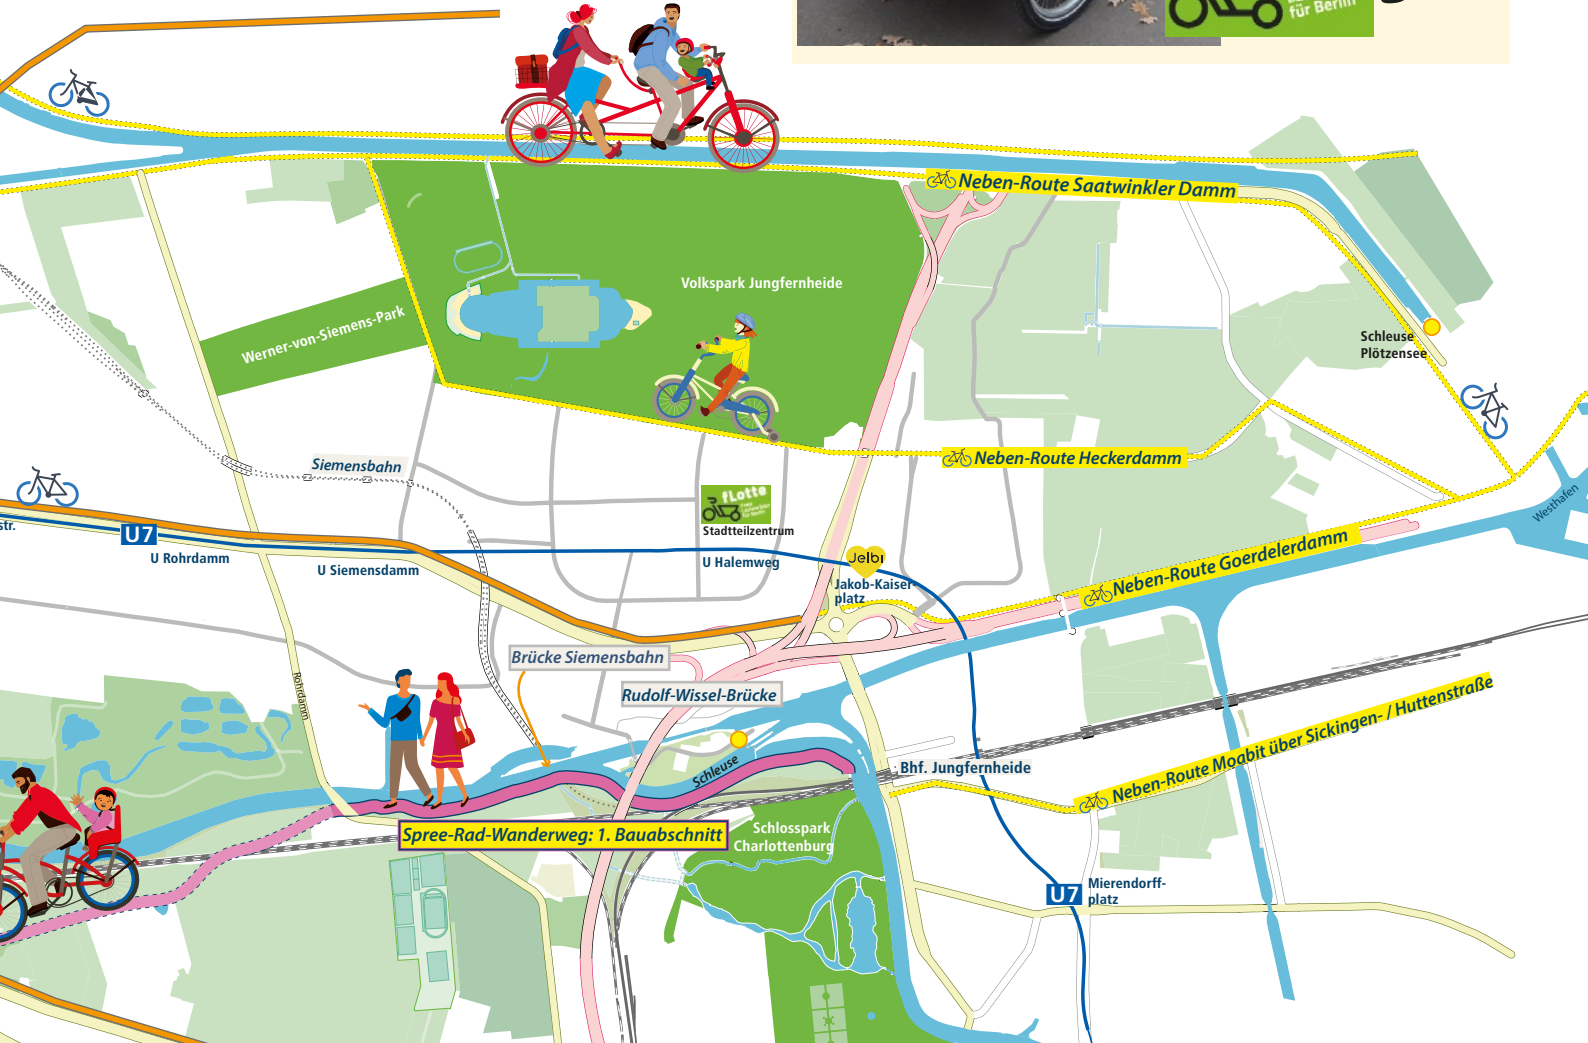 für Berlin
Neben-Route Saatwinkler Damm
Volkspark Jungfernheide
Werner-von-Siemens-Park
Schleuse
Plötzensee
Siemensbahn
Neben-Route Heckerdamm
fLotte
für Berlin
Stadtteilzentrum
Westhafen
str.
U7
U Rohrdamm
U Siemensdamm
U Halemweg
Jelbi
Jakob-Kaiser-
platz
Neben-Route Goerdelerdamm
Brücke Siemensbahn
Rudolf-Wissel-Brücke
Rohrdamm
Schleuse
Bhf. Jungfernheide
Neben-Route Moabit über Sickingen- / Huttenstraße
Spree-Rad-Wanderweg: 1. Bauabschnitt
Schlosspark
Charlottenburg
U7
Mierendorff-
platz